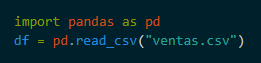 import pandas as pd
df = pd.read_csv("ventas.csv")